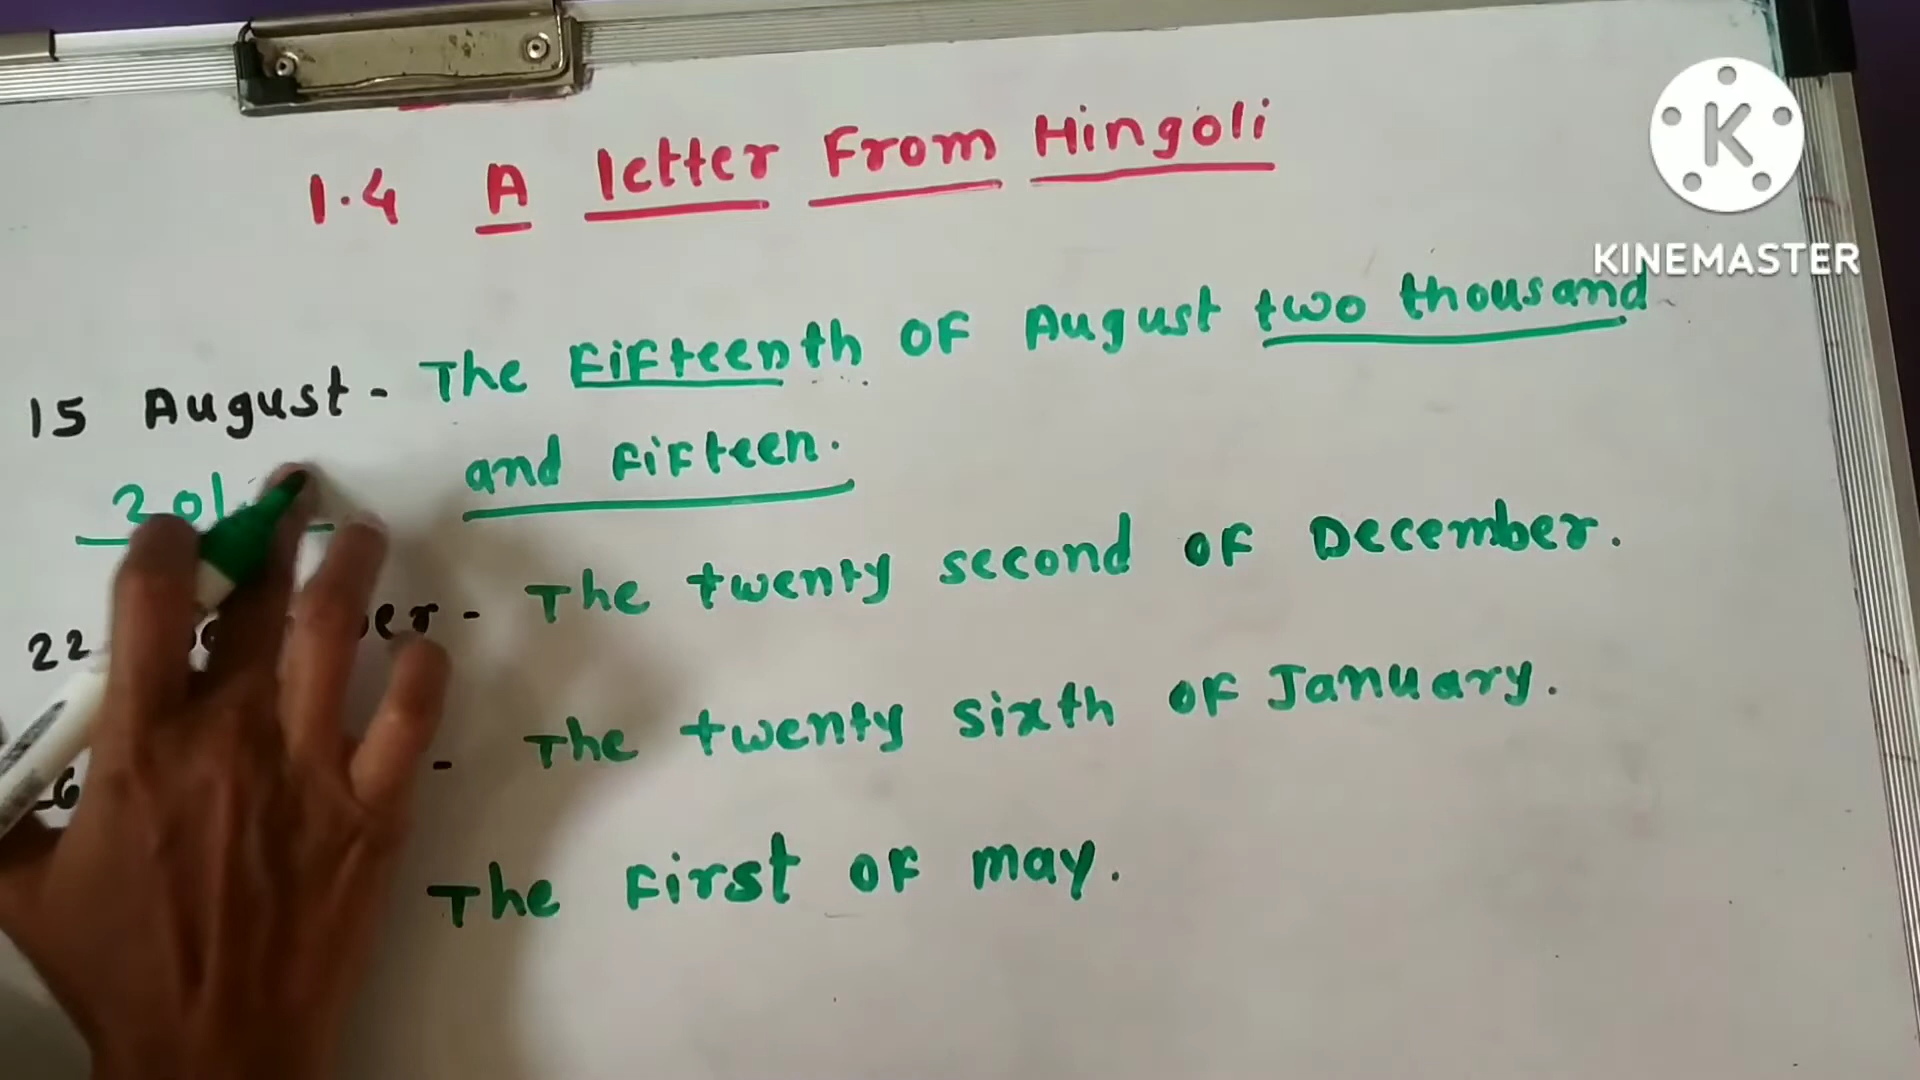 1.4 A letter From Hingoli
K
KINEMASTER
15 August - The Fifteenth of August two thousand
and fifteen.
22 - The twenty second of December.
- The twenty sixth of January.
The First of may.